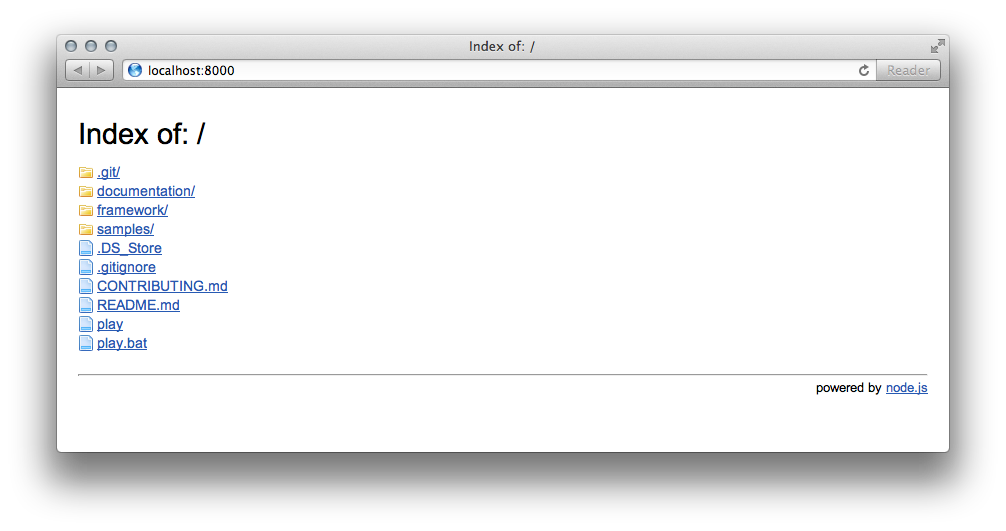 Index of: /
localhost:8000
Reader
Index of: /
.git/
documentation/
framework/
samples/
.DS_Store
.gitignore
CONTRIBUTING.md
README.md
play
play.bat
powered by node.js